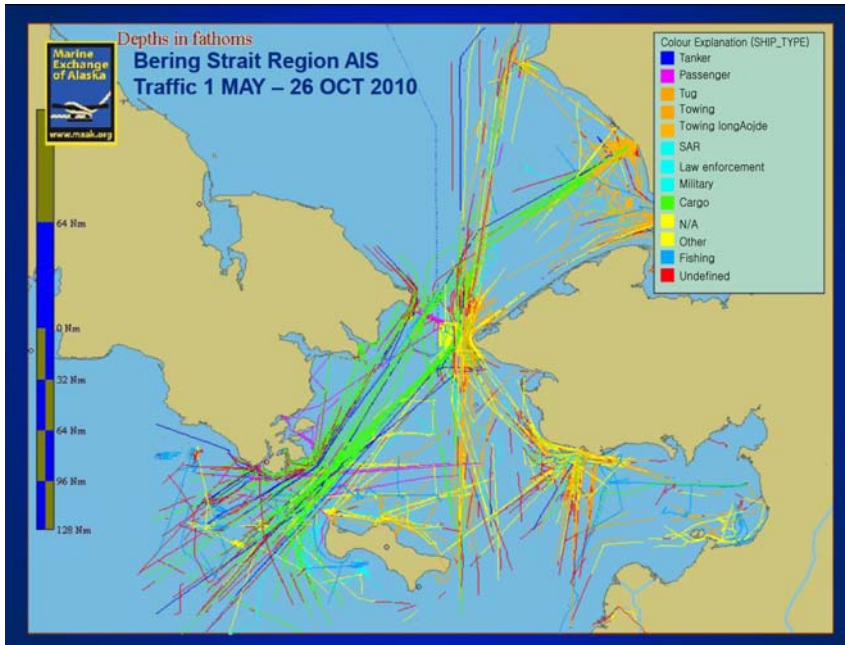 Depths in fathoms
Bering Strait Region AIS
Traffic 1 MAY – 26 OCT 2010
Marine
Exchange
of Alaska
www.mxak.org
64 Nm
0 Nm
32 Nm
64 Nm
96 Nm
128 Nm
Colour Explanation (SHIP_TYPE)
Tanker
Passenger
Tug
Towing
Towing longAojde
SAR
Law enforcement
Military
Cargo
N/A
Other
Fishing
Undefined